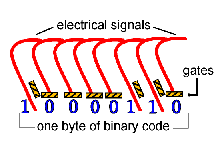 electrical signals
gates
1 0 0 0 0 1 1 0
one byte of binary code